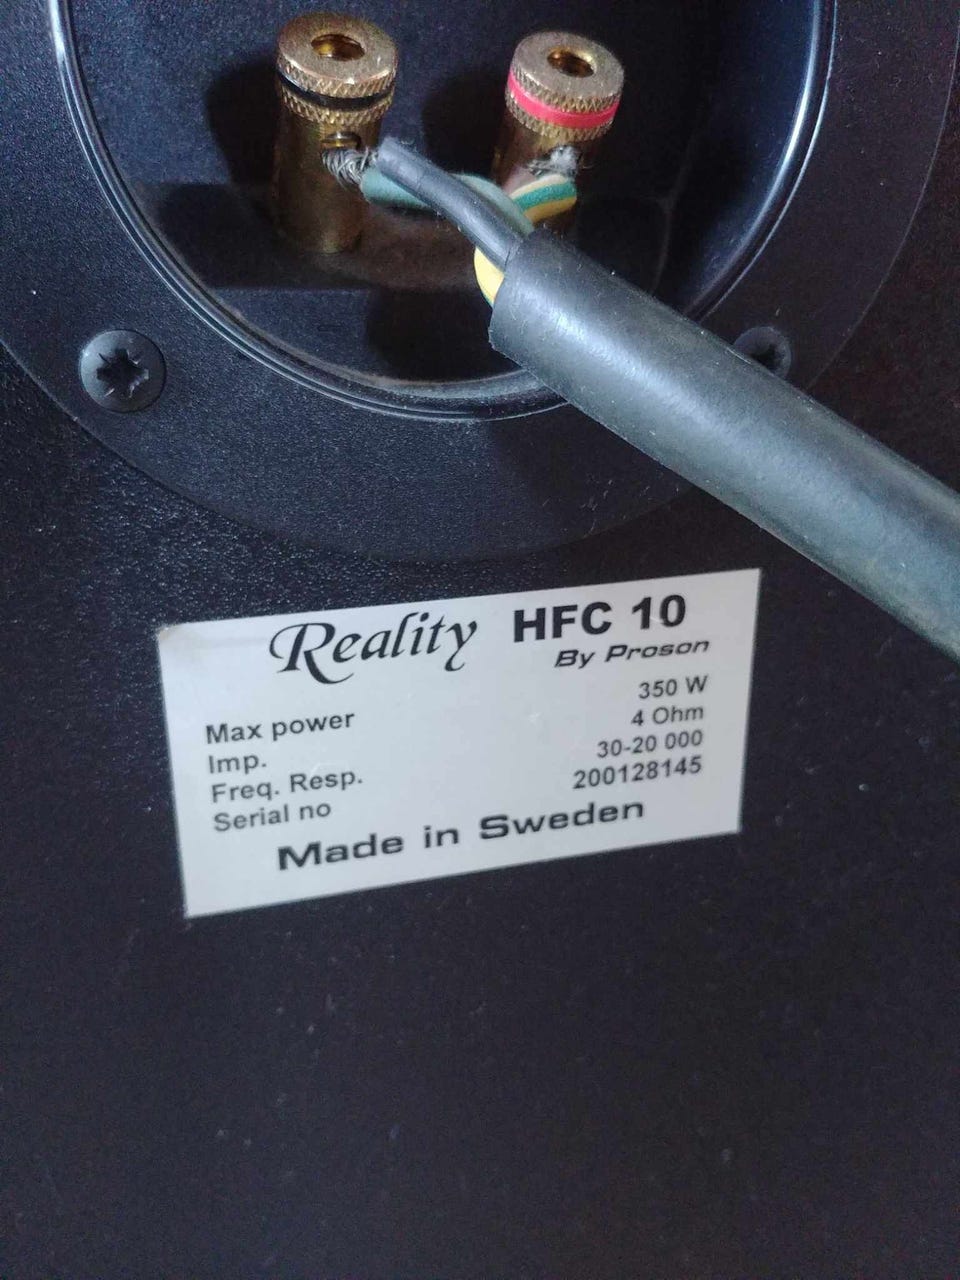 Reality HFC 10
By Proson
Max power 350 W
Imp. 4 Ohm
Freq. Resp. 30-20 000
Serial no 200128145
Made in Sweden